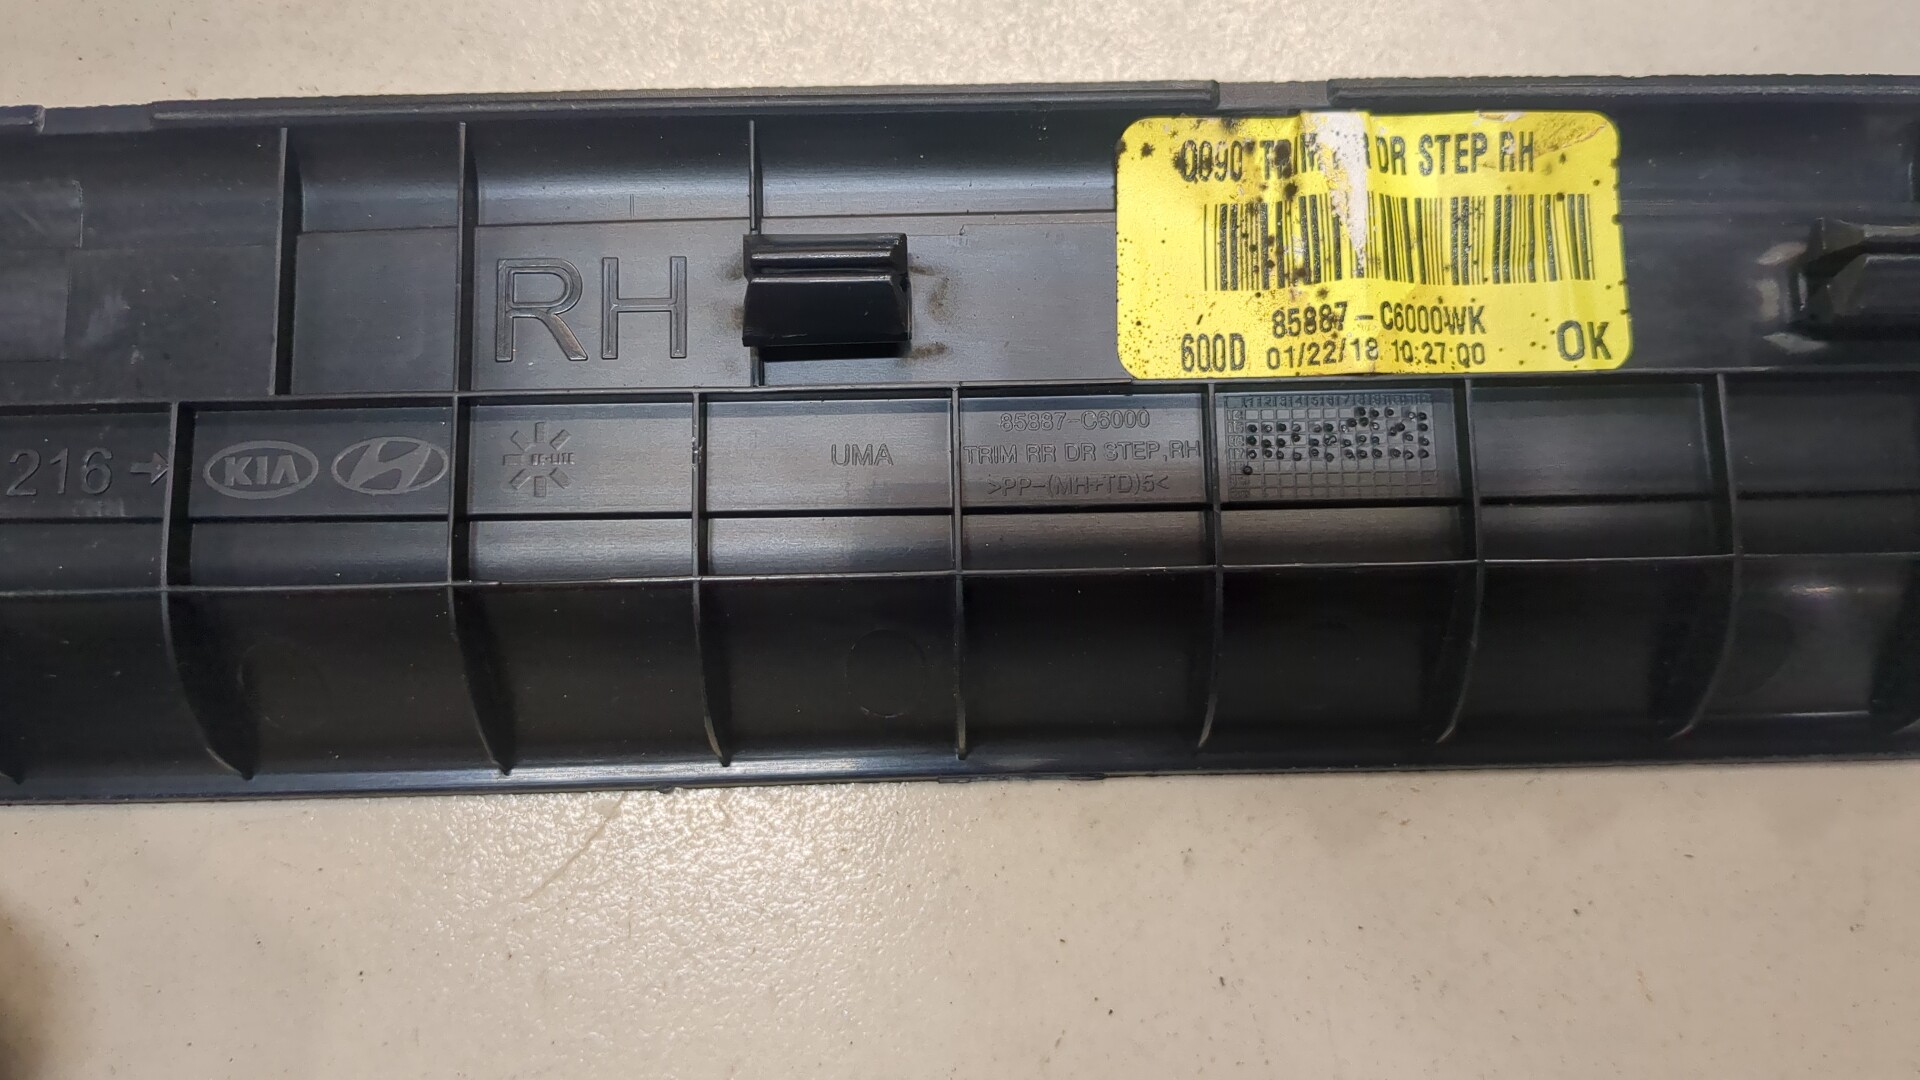 Q090 TRIM RR DR STEP RH
85887-C6000WK
600D 01/22/18 10:27:00 OK
RH
216 →
KIA
UMA
85887-C6000
TRIM RR DR STEP,RH
>PP-(MH+TD)5<